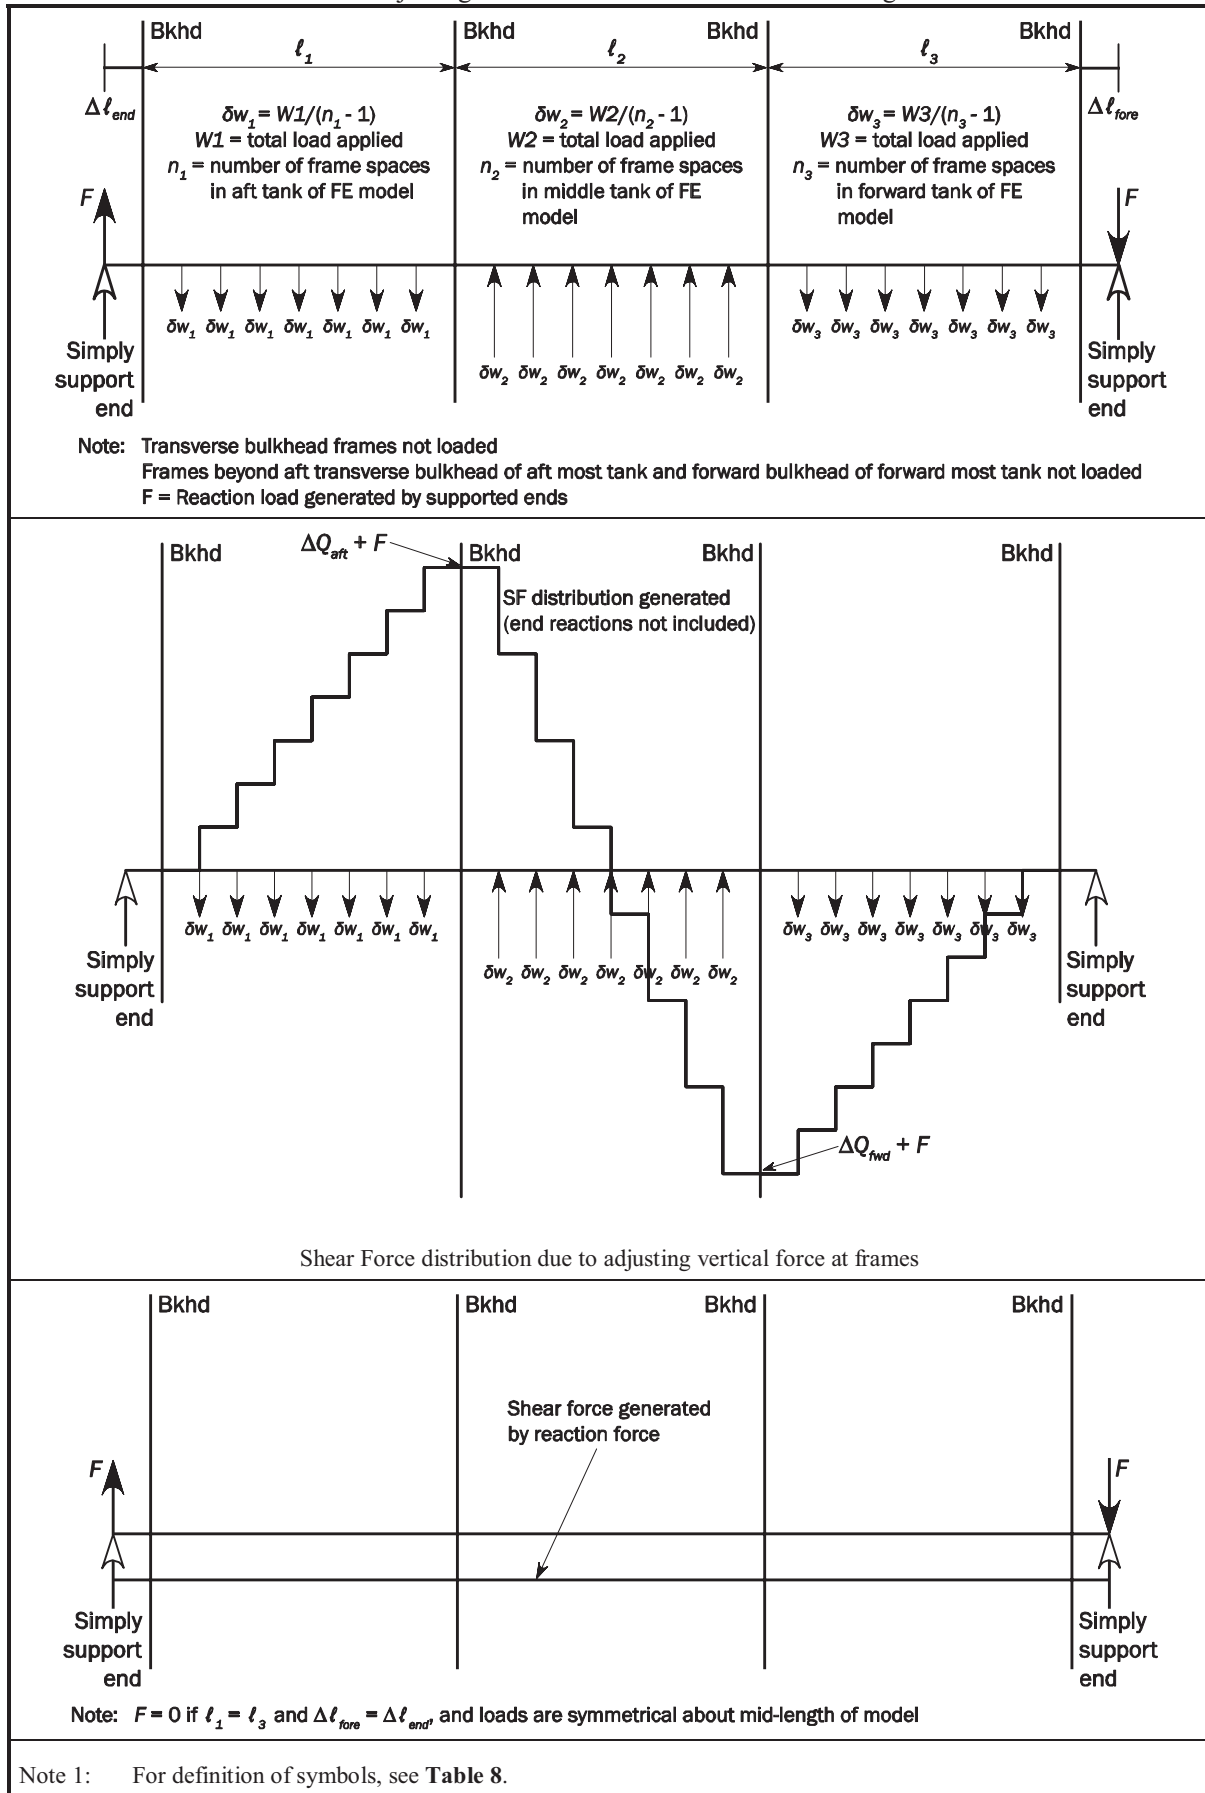 Bkhd Bkhd Bkhd Bkhd
ℓ1 ℓ2 ℓ3
Δℓend Δℓfore
δw1 = W1/(n1 - 1)
W1 = total load applied
n1 = number of frame spaces
in aft tank of FE model
δw2 = W2/(n2 - 1)
W2 = total load applied
n2 = number of frame spaces
in middle tank of FE
model
δw3 = W3/(n3 - 1)
W3 = total load applied
n3 = number of frame spaces
in forward tank of FE
model
F F
δw1 δw1 δw1 δw1 δw1 δw1 δw1
δw2 δw2 δw2 δw2 δw2 δw2 δw2
δw3 δw3 δw3 δw3 δw3 δw3 δw3
Simply
support
end
Simply
support
end
Note: Transverse bulkhead frames not loaded
Frames beyond aft transverse bulkhead of aft most tank and forward bulkhead of forward most tank not loaded
F = Reaction load generated by supported ends
ΔQaft + F
Bkhd Bkhd Bkhd Bkhd
SF distribution generated
(end reactions not included)
δw1 δw1 δw1 δw1 δw1 δw1 δw1
δw2 δw2 δw2 δw2 δw2 δw2 δw2
δw3 δw3 δw3 δw3 δw3 δw3 δw3
Simply
support
end
Simply
support
end
ΔQfwd + F
Shear Force distribution due to adjusting vertical force at frames
Bkhd Bkhd Bkhd Bkhd
Shear force generated
by reaction force
F F
Simply
support
end
Simply
support
end
Note: F = 0 if ℓ1 = ℓ3 and Δℓfore = Δℓend, and loads are symmetrical about mid-length of model
Note 1: For definition of symbols, see Table 8.